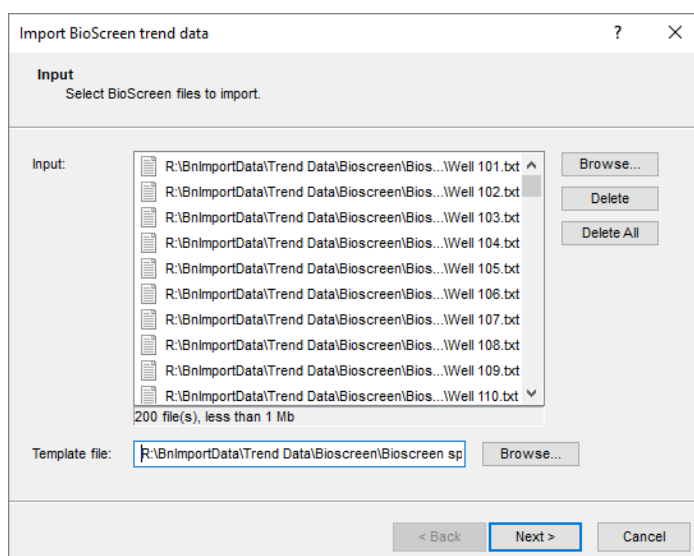 Import BioScreen trend data ? X
Input
Select BioScreen files to import.
Input:
R:\BnImportData\Trend Data\Bioscreen\Bios...\Well 101.txt
Browse...
R:\BnImportData\Trend Data\Bioscreen\Bios...\Well 102.txt
Delete
R:\BnImportData\Trend Data\Bioscreen\Bios...\Well 103.txt
R:\BnImportData\Trend Data\Bioscreen\Bios...\Well 104.txt
Delete All
R:\BnImportData\Trend Data\Bioscreen\Bios...\Well 105.txt
R:\BnImportData\Trend Data\Bioscreen\Bios...\Well 106.txt
R:\BnImportData\Trend Data\Bioscreen\Bios...\Well 107.txt
R:\BnImportData\Trend Data\Bioscreen\Bios...\Well 108.txt
R:\BnImportData\Trend Data\Bioscreen\Bios...\Well 109.txt
R:\BnImportData\Trend Data\Bioscreen\Bios...\Well 110.txt
200 file(s), less than 1 Mb
Template file: R:\BnImportData\Trend Data\Bioscreen\Bioscreen sp Browse...
< Back Next > Cancel